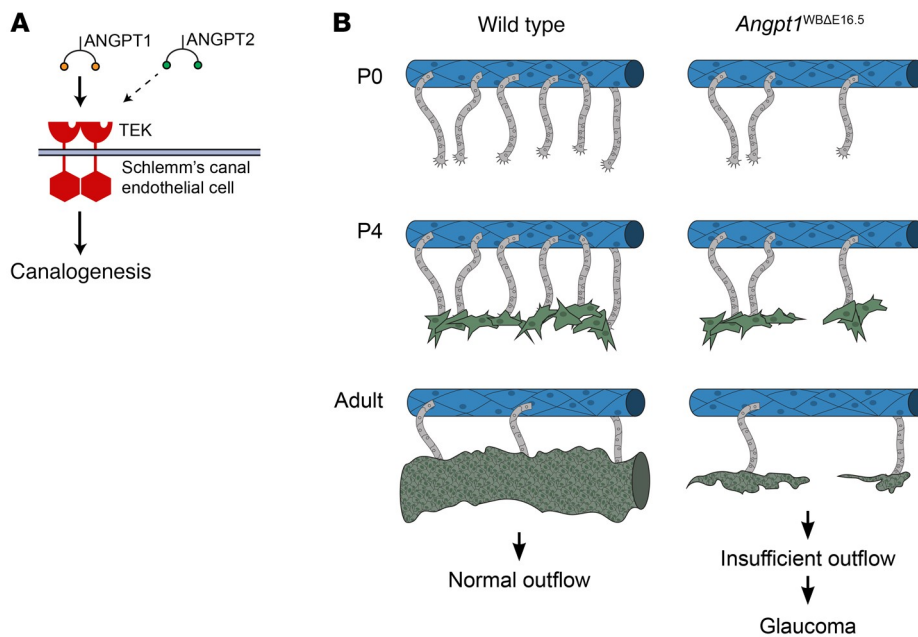 A
ANGPT1
ANGPT2
TEK
Schlemm's canal
endothelial cell
Canalogenesis
B
Wild type
Angpt1WBΔE16.5
P0
P4
Adult
Normal outflow
Insufficient outflow
Glaucoma